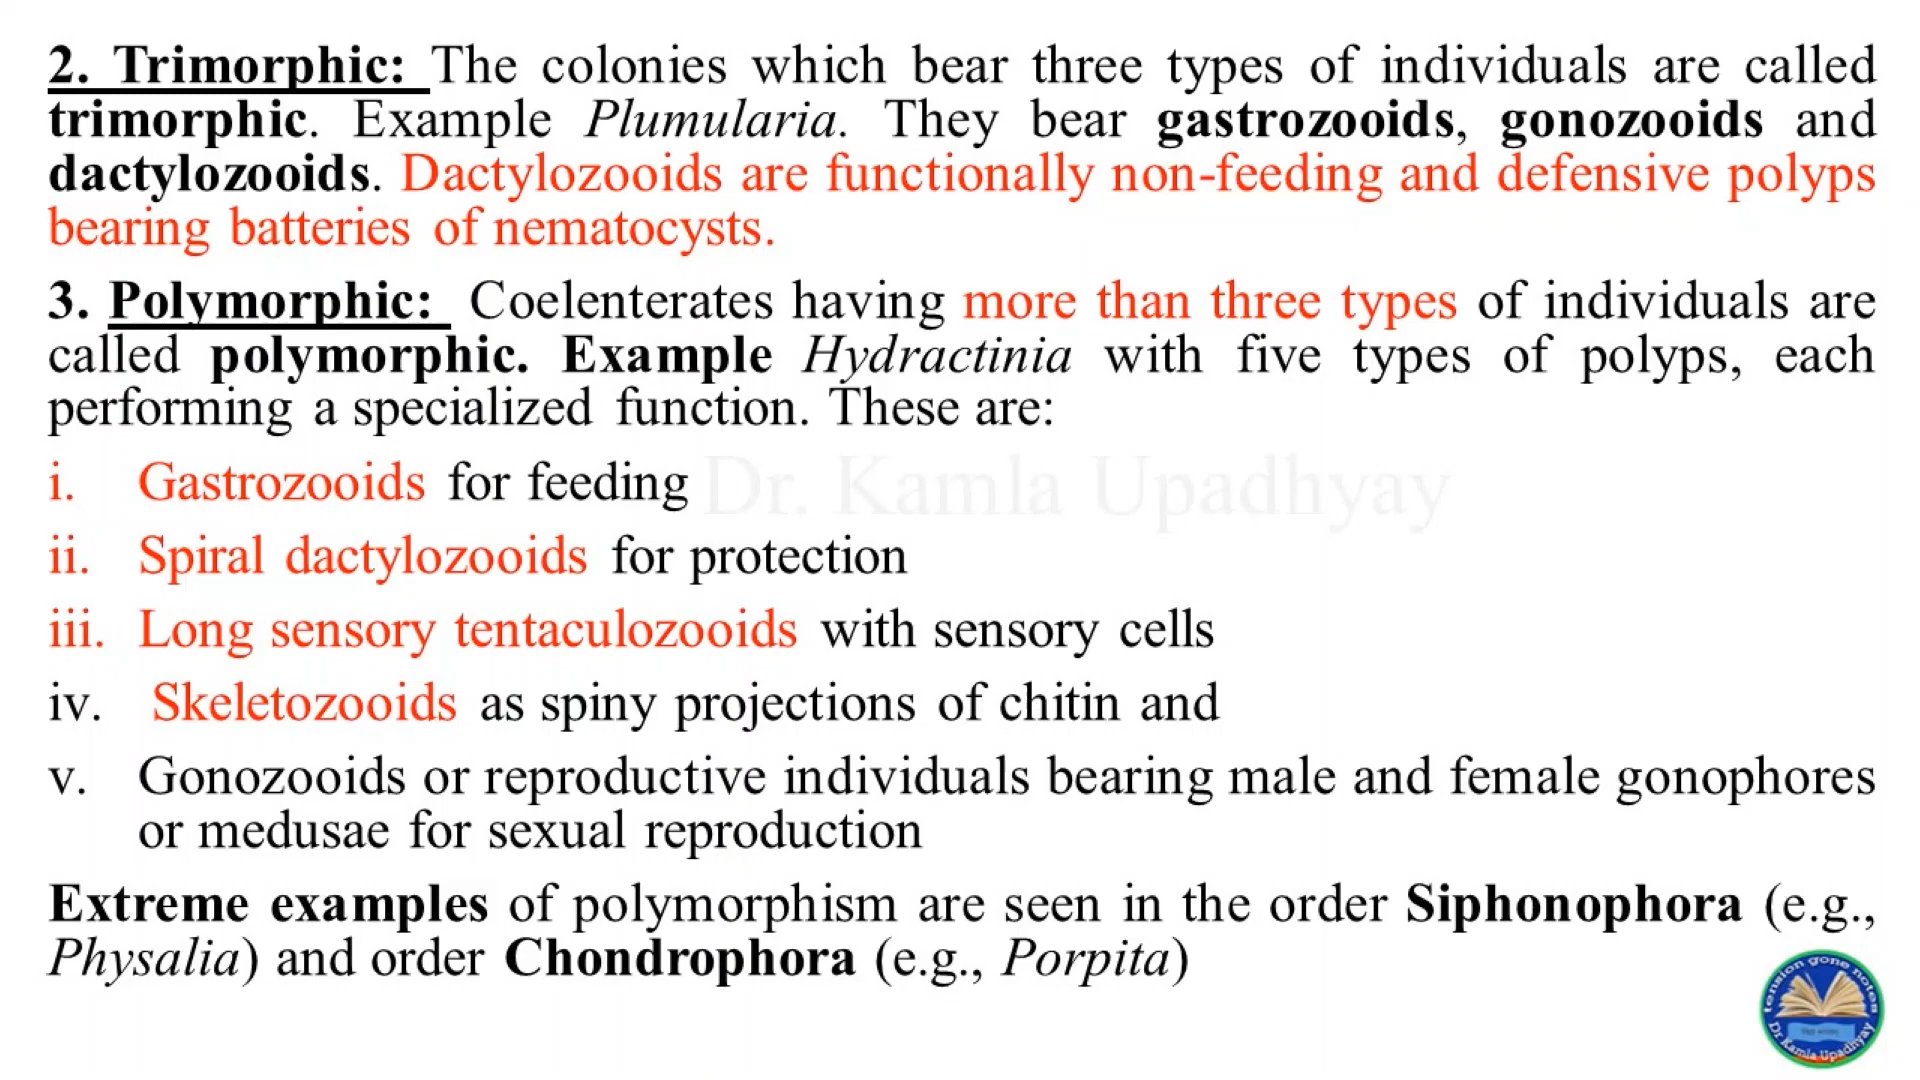 2. Trimorphic: The colonies which bear three types of individuals are called
trimorphic. Example Plumularia. They bear gastrozooids, gonozooids and
dactylozooids. Dactylozooids are functionally non-feeding and defensive polyps
bearing batteries of nematocysts.
3. Polymorphic: Coelenterates having more than three types of individuals are
called polymorphic. Example Hydractinia with five types of polyps, each
performing a specialized function. These are:
i. Gastrozooids for feeding
Dr. Kamla Upadhyay
ii. Spiral dactylozooids for protection
iii. Long sensory tentaculozooids with sensory cells
iv. Skeletozooids as spiny projections of chitin and
v. Gonozooids or reproductive individuals bearing male and female gonophores
or medusae for sexual reproduction
Extreme examples of polymorphism are seen in the order Siphonophora (e.g.,
Physalia) and order Chondrophora (e.g., Porpita)
tension gone notes
Dr Kamla Upadhyay